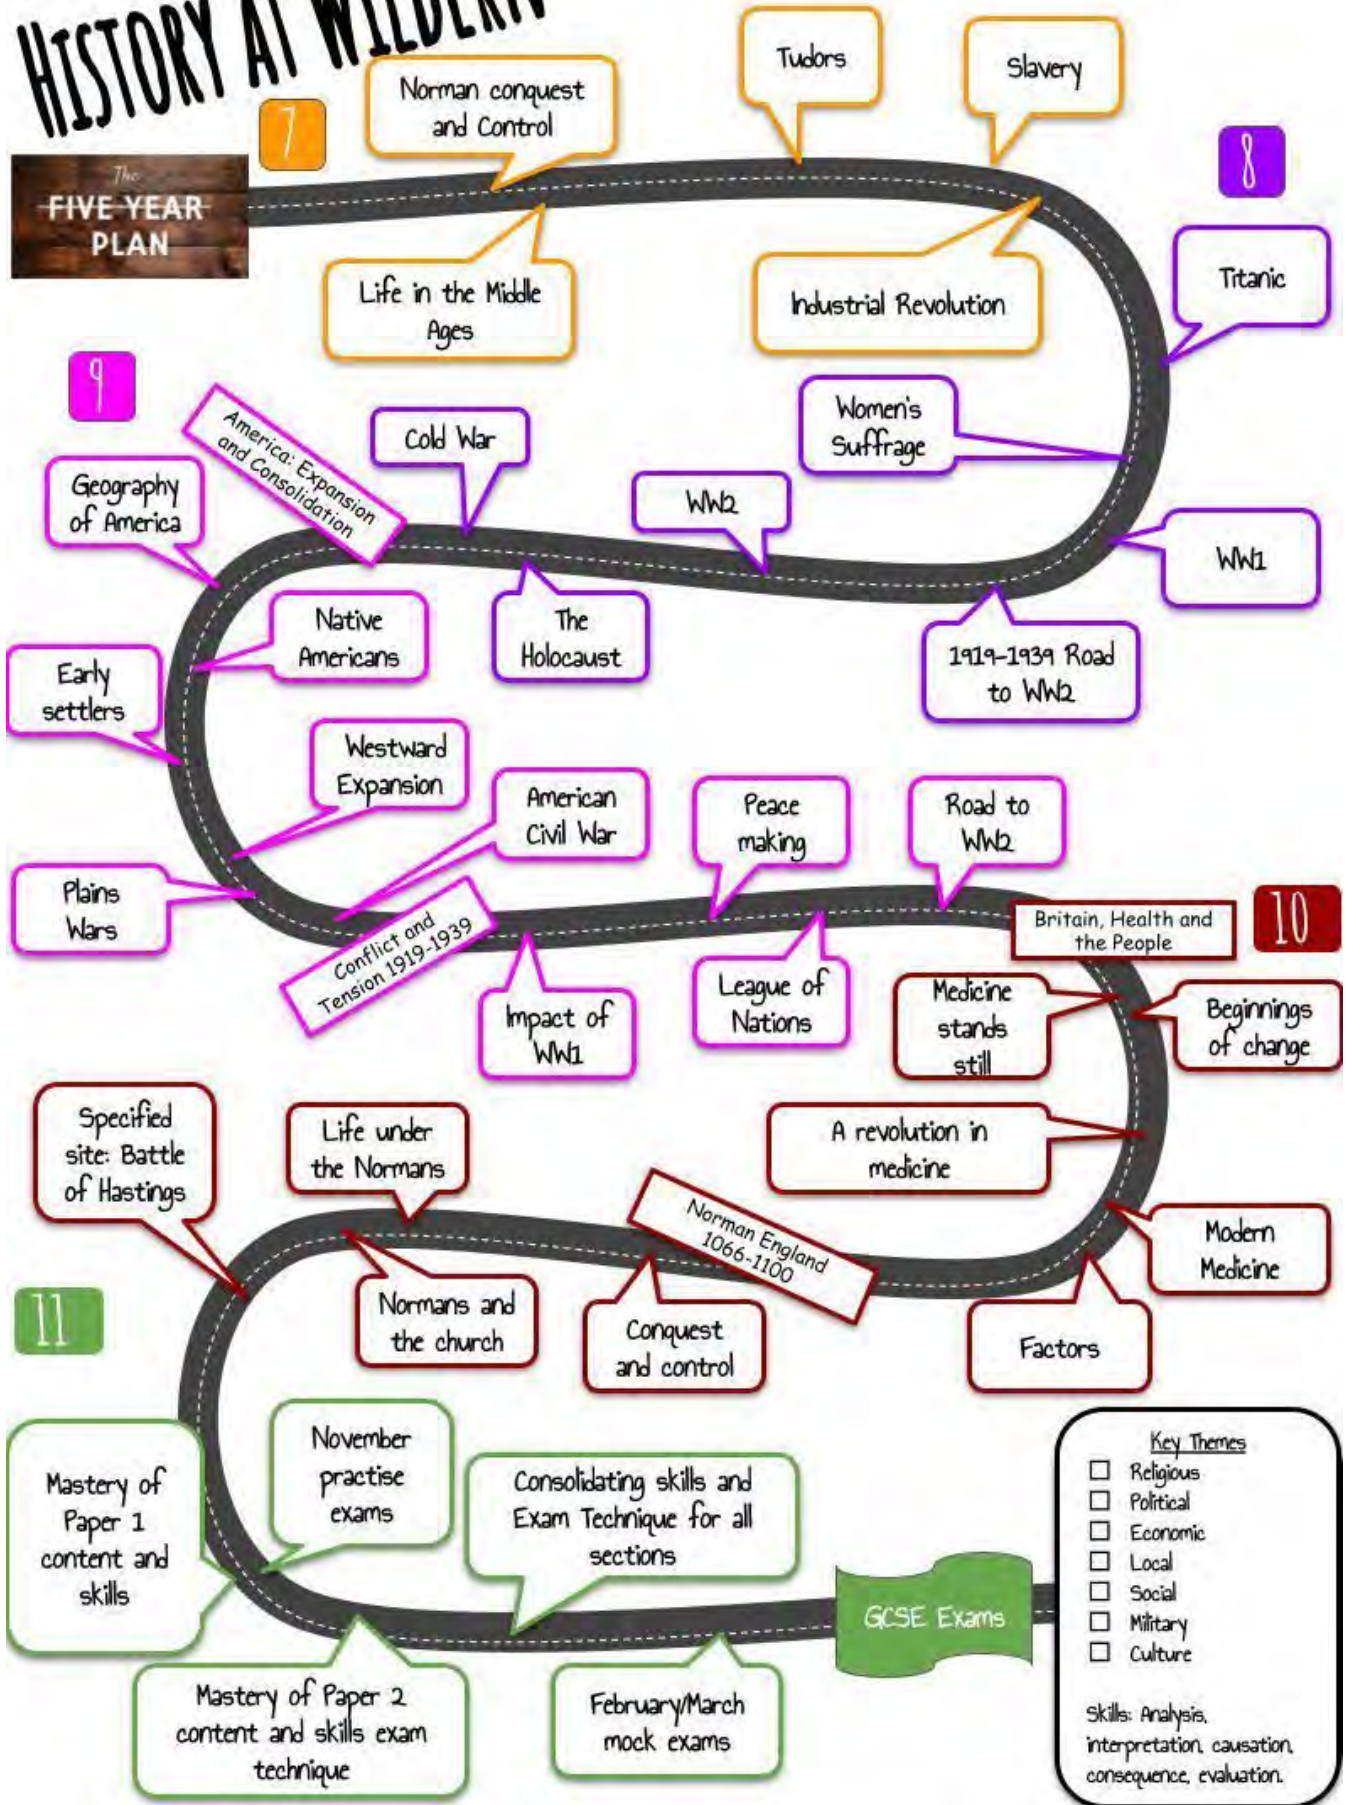 HISTORY AT WILDERN
7
Norman conquest
and Control
Tudors
Slavery
8
The
FIVE YEAR
PLAN
Life in the Middle
Ages
Industrial Revolution
Titanic
9
America: Expansion
and Consolidation
Cold War
Women's
Suffrage
Geography
of America
WW2
WW1
Native
Americans
The
Holocaust
1919-1939 Road
to WW2
Early
settlers
Westward
Expansion
American
Civil War
Peace
making
Road to
WW2
Plains
Wars
Conflict and
Tension 1919-1939
Britain, Health and
the People
10
Impact of
WW1
League of
Nations
Medicine
stands
still
Beginnings
of change
Specified
site: Battle
of Hastings
Life under
the Normans
A revolution in
medicine
Norman England
1066-1100
Modern
Medicine
11
Normans and
the church
Conquest
and control
Factors
Mastery of
Paper 1
content and
skills
November
practise
exams
Consolidating skills and
Exam Technique for all
sections
GCSE Exams
Mastery of Paper 2
content and skills exam
technique
February/March
mock exams
Key Themes
Religious
Political
Economic
Local
Social
Military
Culture
Skills: Analysis,
interpretation, causation,
consequence, evaluation.